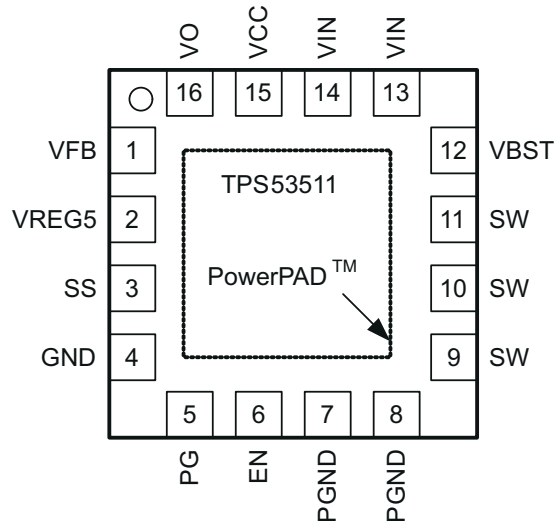 VO
VCC
VIN
VIN
16
15
14
13
VFB
1
12
VBST
TPS53511
VREG5
2
11
SW
PowerPAD™
SS
3
10
SW
GND
4
9
SW
5
6
7
8
PG
EN
PGND
PGND